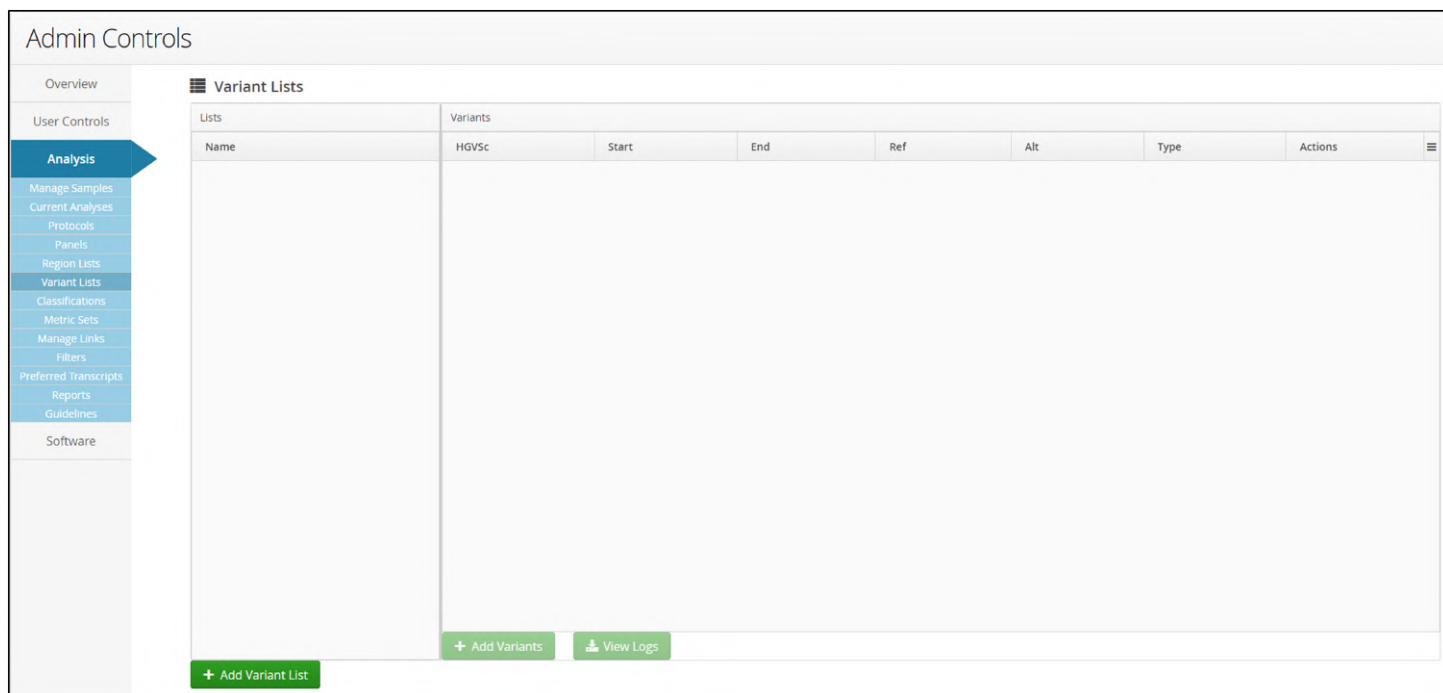 Admin Controls
Overview
User Controls
Analysis
Manage Samples
Current Analyses
Protocols
Panels
Region Lists
Variant Lists
Classifications
Metric Sets
Manage Links
Filters
Preferred Transcripts
Reports
Guidelines
Software
Variant Lists
Lists
Variants
Name
HGVSc Start End Ref Alt Type Actions
+ Add Variants View Logs
+ Add Variant List